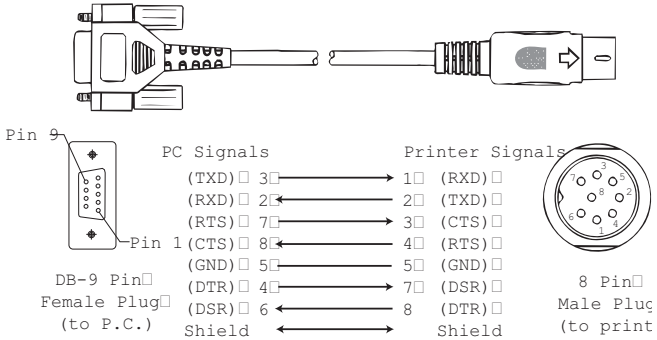 Pin 9
PC Signals Printer Signals
(TXD) 3 1 (RXD)
(RXD) 2 2 (TXD)
(RTS) 7 3 (CTS)
Pin 1 (CTS) 8 4 (RTS)
(GND) 5 5 (GND)
(DTR) 4 7 (DSR)
(DSR) 6 8 (DTR)
Shield Shield
DB-9 Pin
Female Plug
(to P.C.)
7 3 5
8 2
6 1 4
8 Pin
Male Plug
(to print